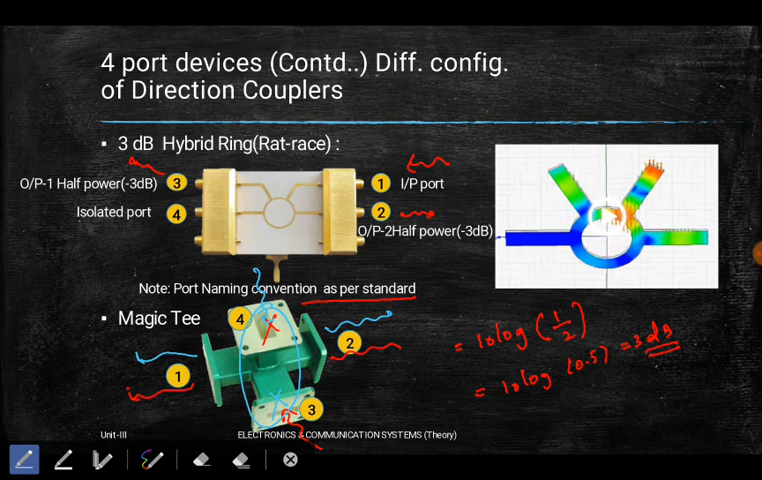 4 port devices (Contd..) Diff. config.
of Direction Couplers
▪ 3 dB Hybrid Ring(Rat-race) :
O/P-1 Half power(-3dB) 3
1 I/P port
Isolated port 4
2
O/P-2Half power(-3dB)
Note: Port Naming convention as per standard
▪ Magic Tee
4
2
1
3
= 10log (1/2)
= 10log (0.5) = 3 dB
Unit-III
ELECTRONICS & COMMUNICATION SYSTEMS (Theory)